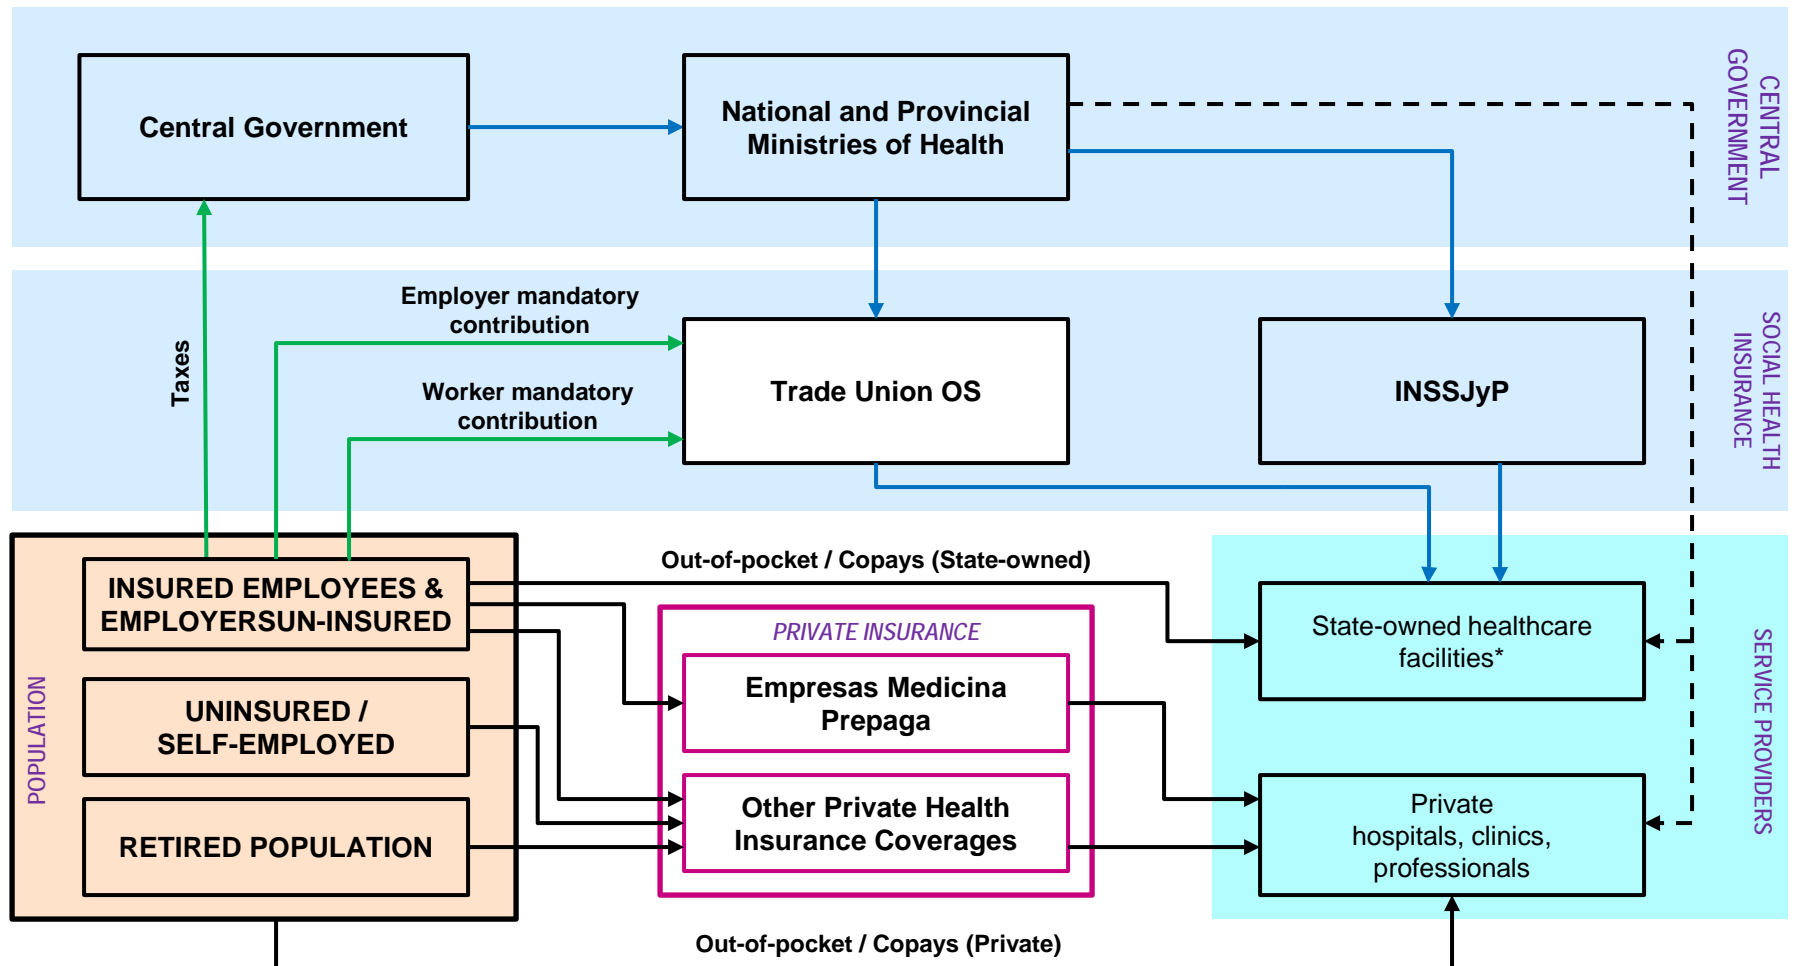 Central Government
National and Provincial
Ministries of Health
CENTRAL
GOVERNMENT
Taxes
Employer mandatory
contribution
Worker mandatory
contribution
Trade Union OS
INSSJyP
SOCIAL HEALTH
INSURANCE
POPULATION
INSURED EMPLOYEES &
EMPLOYERSUN-INSURED
UNINSURED /
SELF-EMPLOYED
RETIRED POPULATION
Out-of-pocket / Copays (State-owned)
PRIVATE INSURANCE
Empresas Medicina
Prepaga
Other Private Health
Insurance Coverages
State-owned healthcare
facilities*
Private
hospitals, clinics,
professionals
SERVICE PROVIDERS
Out-of-pocket / Copays (Private)